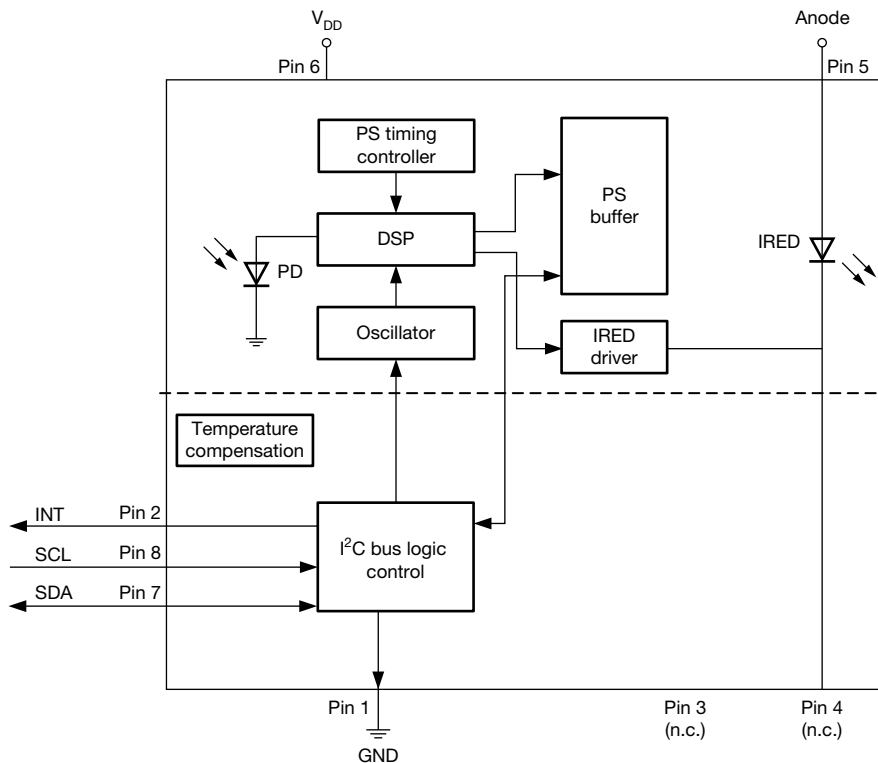 VDD
Anode
Pin 6
Pin 5
PS timing
controller
PS
buffer
DSP
IRED
PD
Oscillator
IRED
driver
Temperature
compensation
INT
Pin 2
SCL
Pin 8
I²C bus logic
control
SDA
Pin 7
Pin 1
Pin 3
(n.c.)
Pin 4
(n.c.)
GND